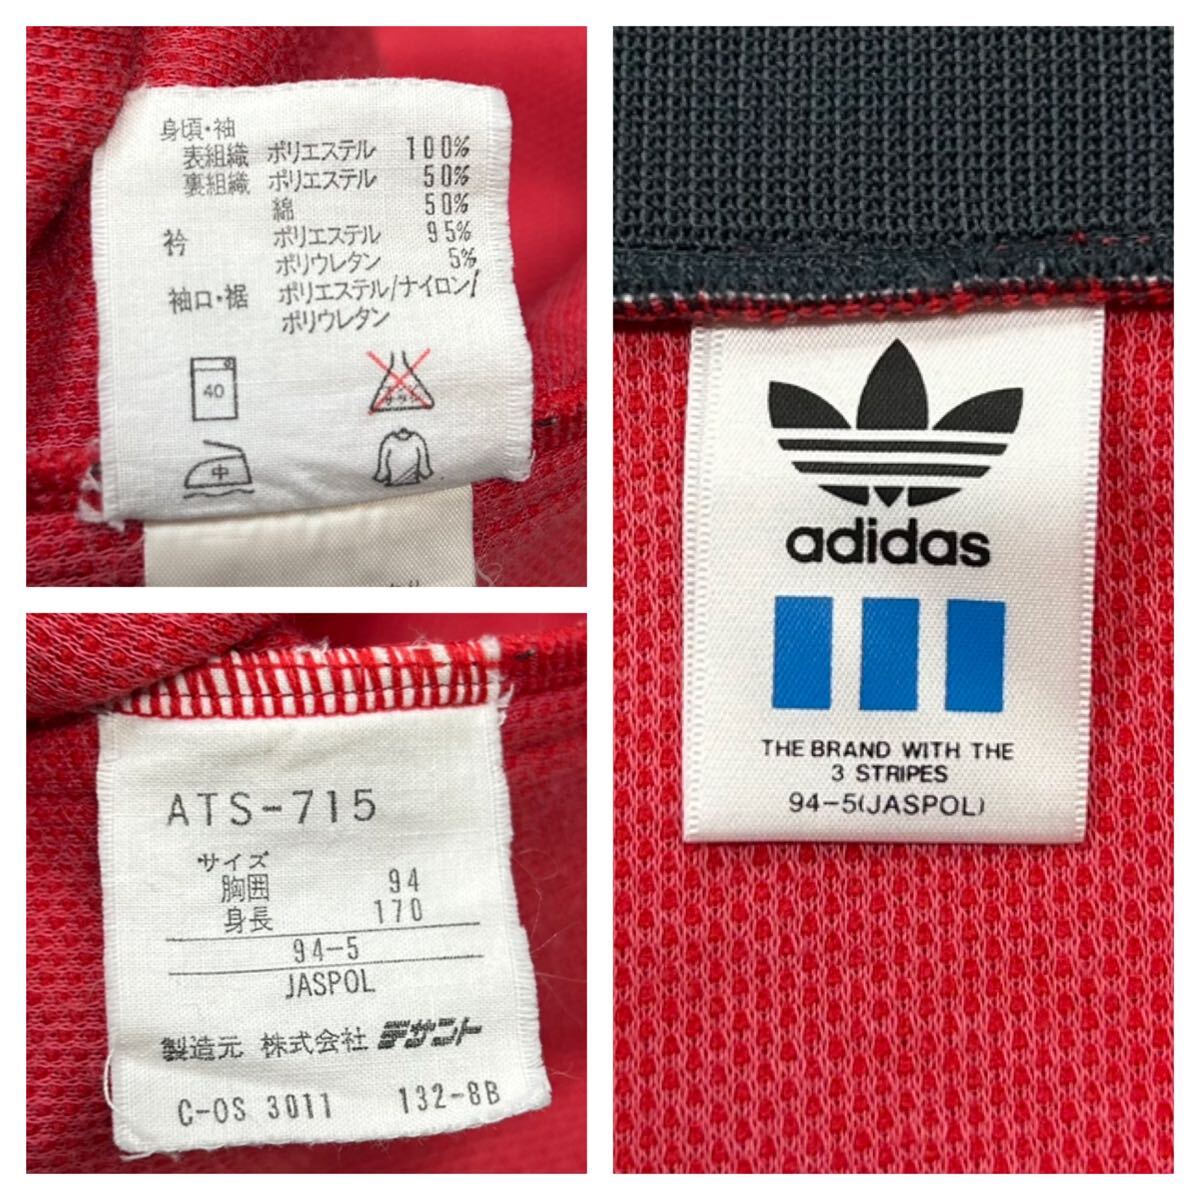 身頃・袖
表組織 ポリエステル 100%
裏組織 ポリエステル 50%
綿 50%
衿 ポリエステル 95%
ポリウレタン 5%
袖口・裾 ポリエステル/ナイロン/
ポリウレタン
40
中
ATS-715
サイズ
胸囲 94
身長 170
94-5
JASPOL
製造元 株式会社 デサント
C-OS 3011 132-8B
adidas
THE BRAND WITH THE
3 STRIPES
94-5(JASPOL)